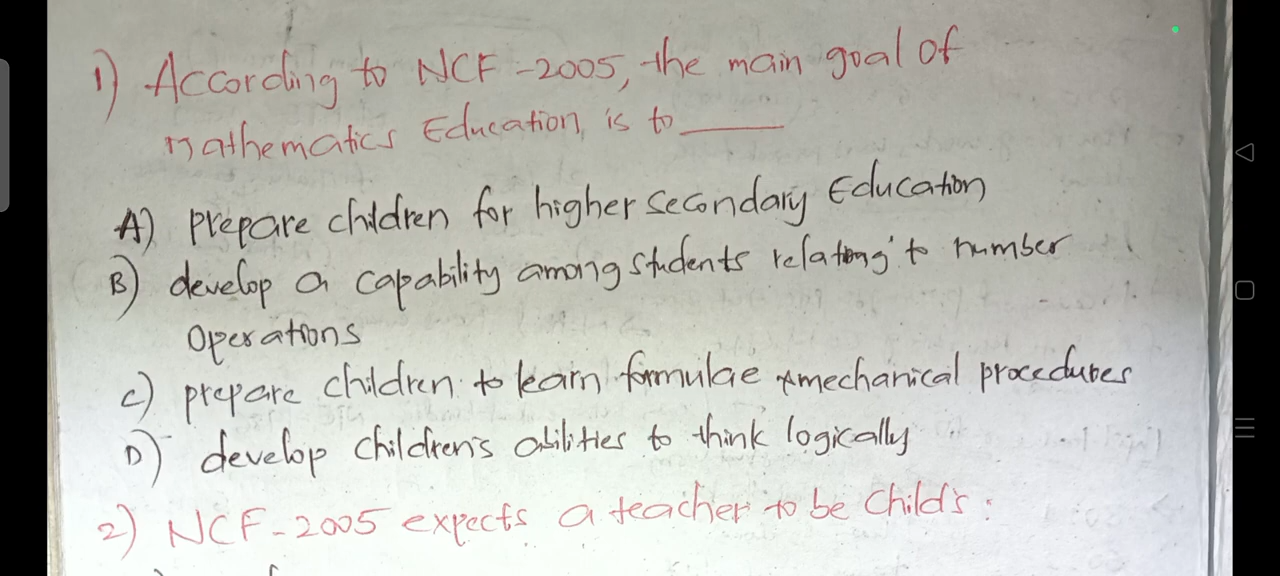 1) According to NCF-2005, the main goal of
Mathematics Education, is to ____
A) prepare children for higher secondary Education
B) develop a capability among students relating to number
Operations
C) prepare children to learn formulae & mechanical procedures
D) develop children's abilities to think logically
2) NCF-2005 expects a teacher to be Child's :